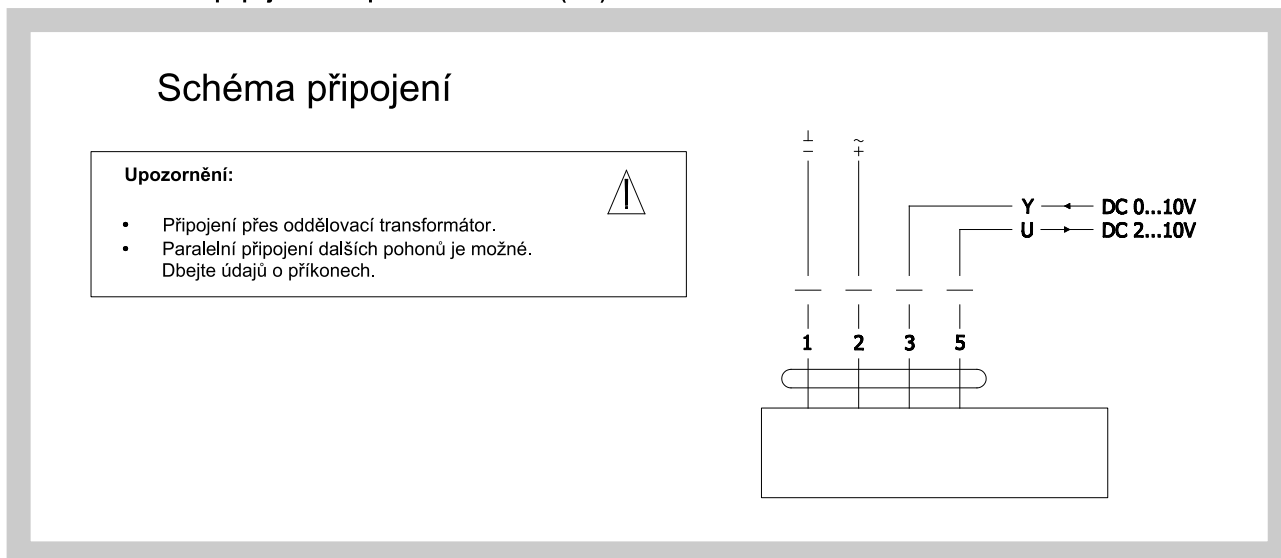 Schéma připojení
Upozornění:
• Připojení přes oddělovací transformátor.
• Paralelní připojení dalších pohonů je možné.
Dbejte údajů o příkonech.
⊥ ~
− +
Y DC 0...10V
U DC 2...10V
1 2 3 5